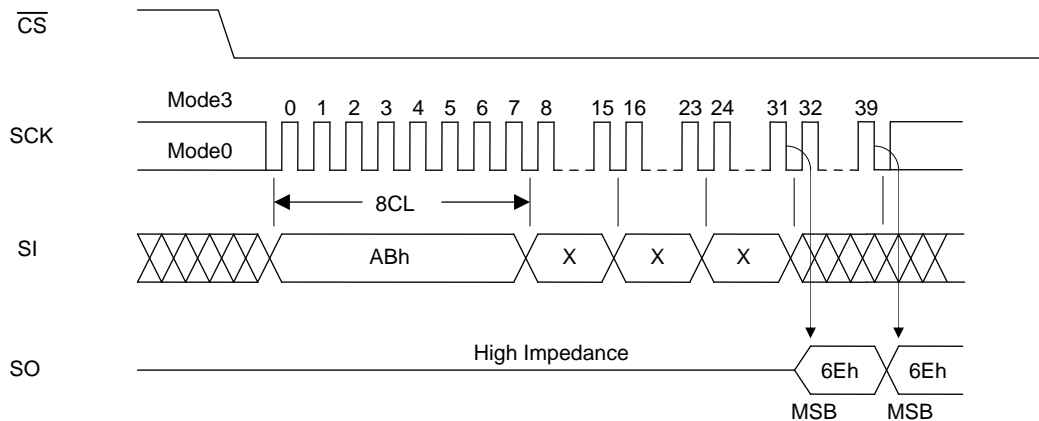 CS
Mode3
0 1 2 3 4 5 6 7 8 15 16 23 24 31 32 39
SCK
Mode0
8CL
SI
ABh X X X
High Impedance
SO
6Eh 6Eh
MSB MSB